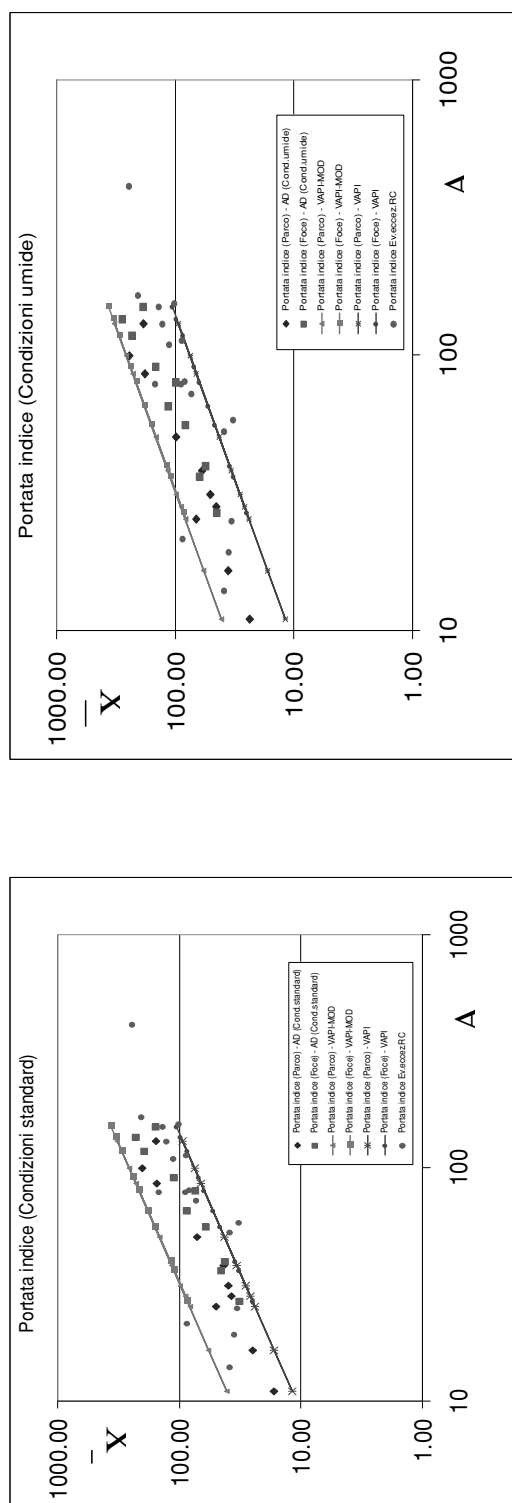 Portata indice (Condizioni standard)
1000.00
100.00
10.00
1.00
X
10
100
1000
A
Portata indice (Parco) - AD (Cond.standard)
Portata indice (Foce) - AD (Cond.standard)
Portata indice (Parco) - VAPI-MOD
Portata indice (Foce) - VAPI-MOD
Portata indice (Parco) - VAPI
Portata indice (Foce) - VAPI
Portata indice Ev.eccez.RC
Portata indice (Condizioni umide)
1000.00
100.00
10.00
1.00
X
10
100
1000
A
Portata indice (Parco) - AD (Cond.umide)
Portata indice (Foce) - AD (Cond.umide)
Portata indice (Parco) - VAPI-MOD
Portata indice (Foce) - VAPI-MOD
Portata indice (Parco) - VAPI
Portata indice (Foce) - VAPI
Portata indice Ev.eccez.RC